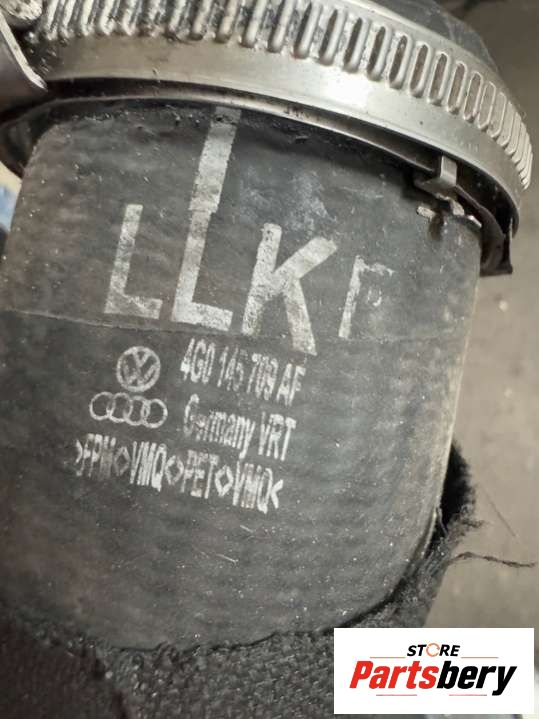 LLK F
4G0 145 709 AF
Germany VRT
>FPM<>VMQ<>PET<>VMQ<
STORE
Partsbery